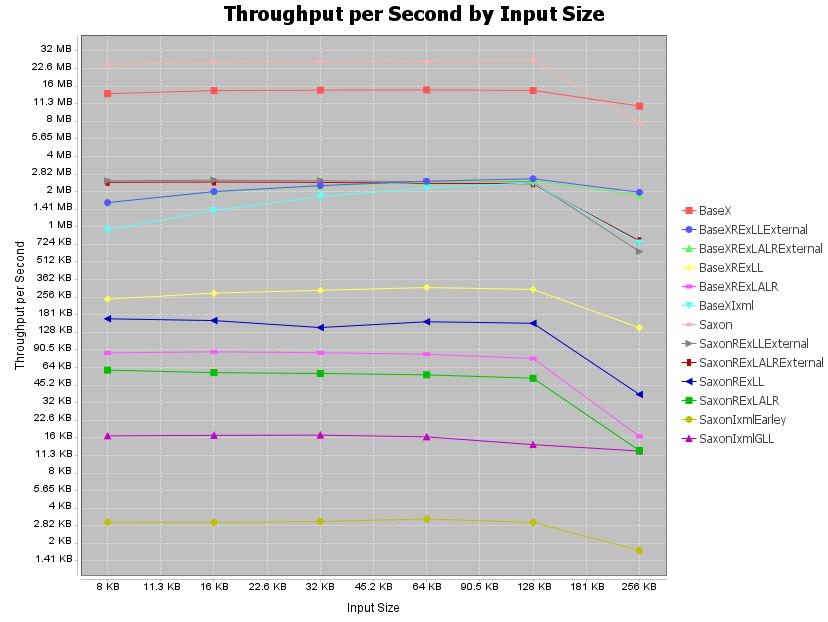 Throughput per Second by Input Size
32 MB
22.6 MB
16 MB
11.3 MB
8 MB
5.65 MB
4 MB
2.82 MB
2 MB
1.41 MB
1 MB
724 KB
512 KB
362 KB
256 KB
181 KB
128 KB
90.5 KB
64 KB
45.2 KB
32 KB
22.6 KB
16 KB
11.3 KB
8 KB
5.65 KB
4 KB
2.82 KB
2 KB
1.41 KB
Throughput per Second
8 KB 11.3 KB 16 KB 22.6 KB 32 KB 45.2 KB 64 KB 90.5 KB 128 KB 181 KB 256 KB
Input Size
BaseX
BaseXRExLLExternal
BaseXRExLALRExternal
BaseXRExLL
BaseXRExLALR
BaseXIxml
Saxon
SaxonRExLLExternal
SaxonRExLALRExternal
SaxonRExLL
SaxonRExLALR
SaxonIxmlEarley
SaxonIxmlGLL